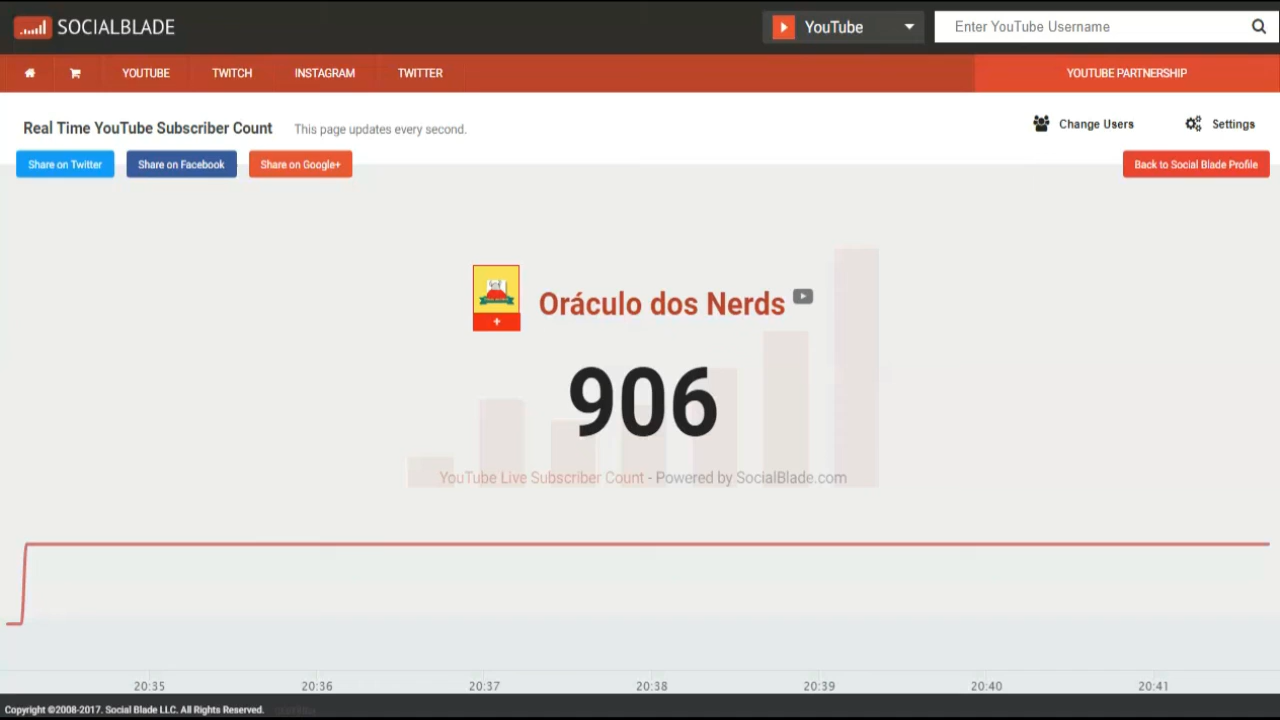 SOCIALBLADE
YouTube
Enter YouTube Username
YOUTUBE
TWITCH
INSTAGRAM
TWITTER
YOUTUBE PARTNERSHIP
Real Time YouTube Subscriber Count
This page updates every second.
Change Users
Settings
Share on Twitter
Share on Facebook
Share on Google+
Back to Social Blade Profile
+
Oráculo dos Nerds
906
YouTube Live Subscriber Count - Powered by SocialBlade.com
20:35
20:36
20:37
20:38
20:39
20:40
20:41
Copyright ©2008-2017. Social Blade LLC. All Rights Reserved.